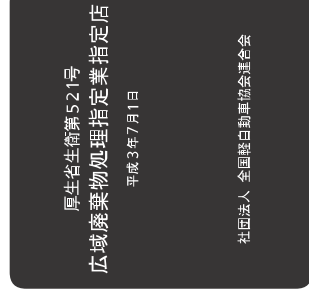 厚生省生衛第521号
広域廃棄物処理指定業指定店
平成3年7月1日
社団法人 全国軽自動車協会連合会